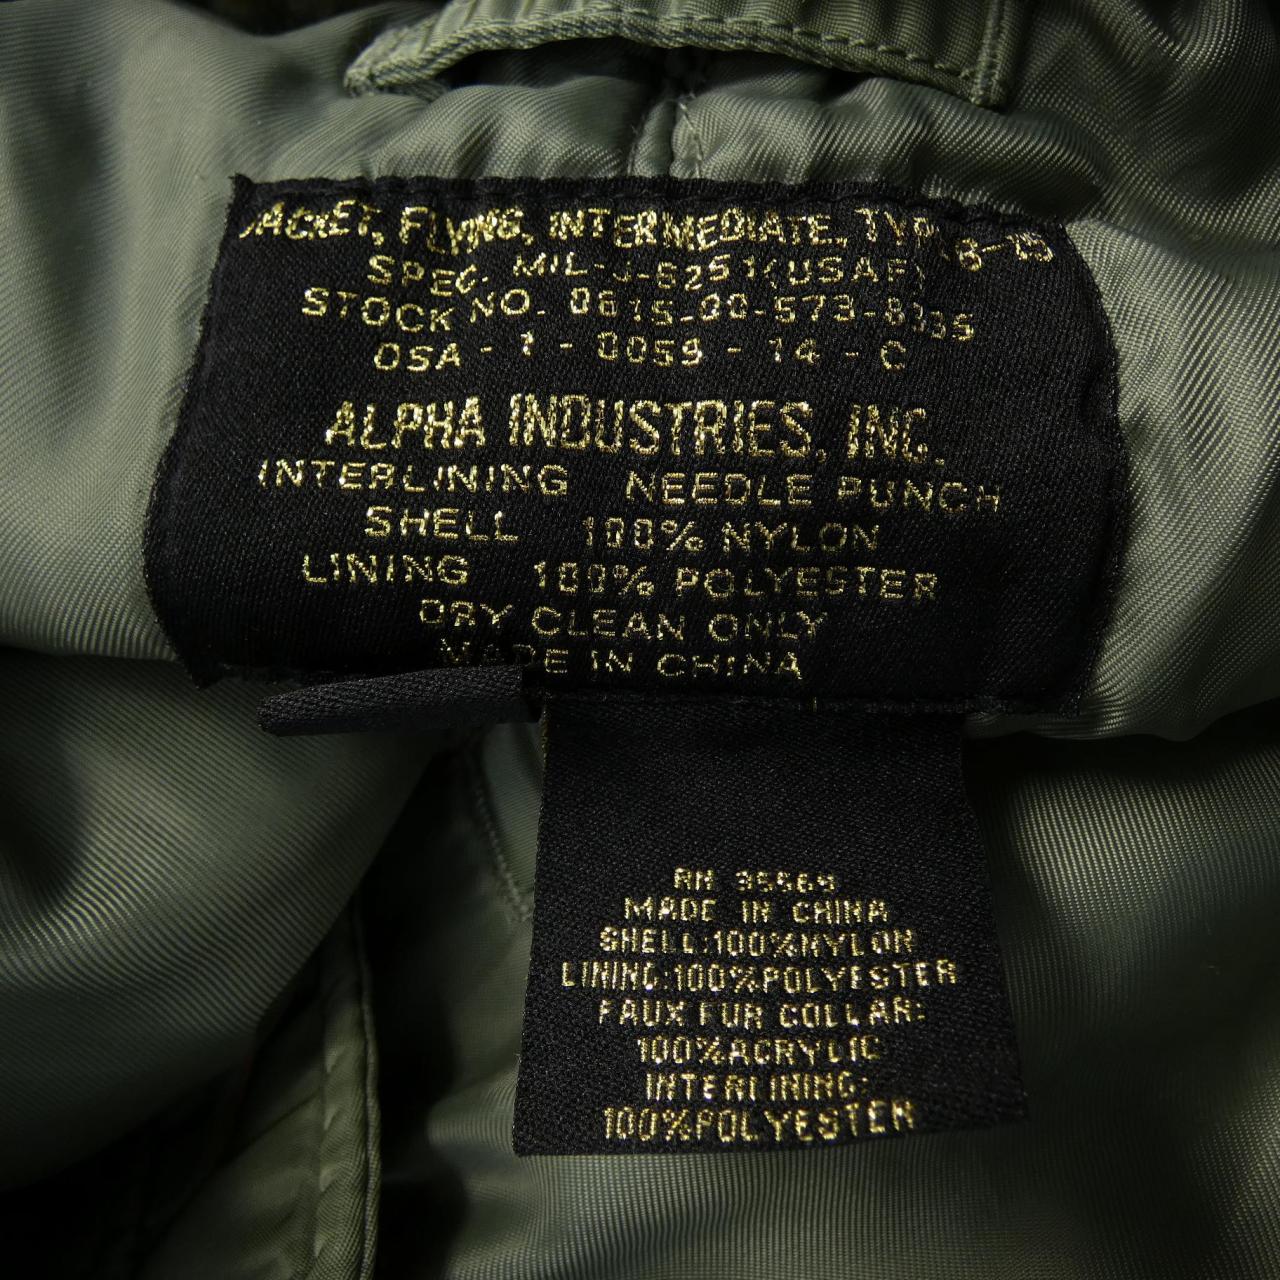 JACKET, FLYING, INTERMEDIATE, TYPE B-15
SPEC. MIL-J-6251(USAF)
STOCK NO. 0615-00-573-8335
OSA - 1 - 0059 - 14 - C
ALPHA INDUSTRIES, INC.
INTERLINING NEEDLE PUNCH
SHELL 100% NYLON
LINING 100% POLYESTER
DRY CLEAN ONLY
MADE IN CHINA
RN 35569
MADE IN CHINA
SHELL:100%NYLON
LINING:100%POLYESTER
FAUX FUR COLLAR:
100%ACRYLIC
INTERLINING:
100%POLYESTER